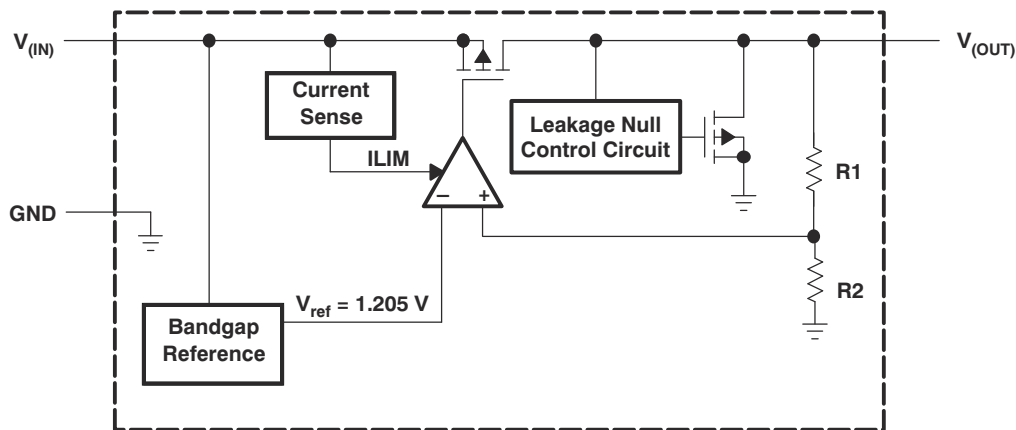 V(IN)
V(OUT)
Current
Sense
Leakage Null
Control Circuit
ILIM
R1
− +
GND
R2
Vref = 1.205 V
Bandgap
Reference